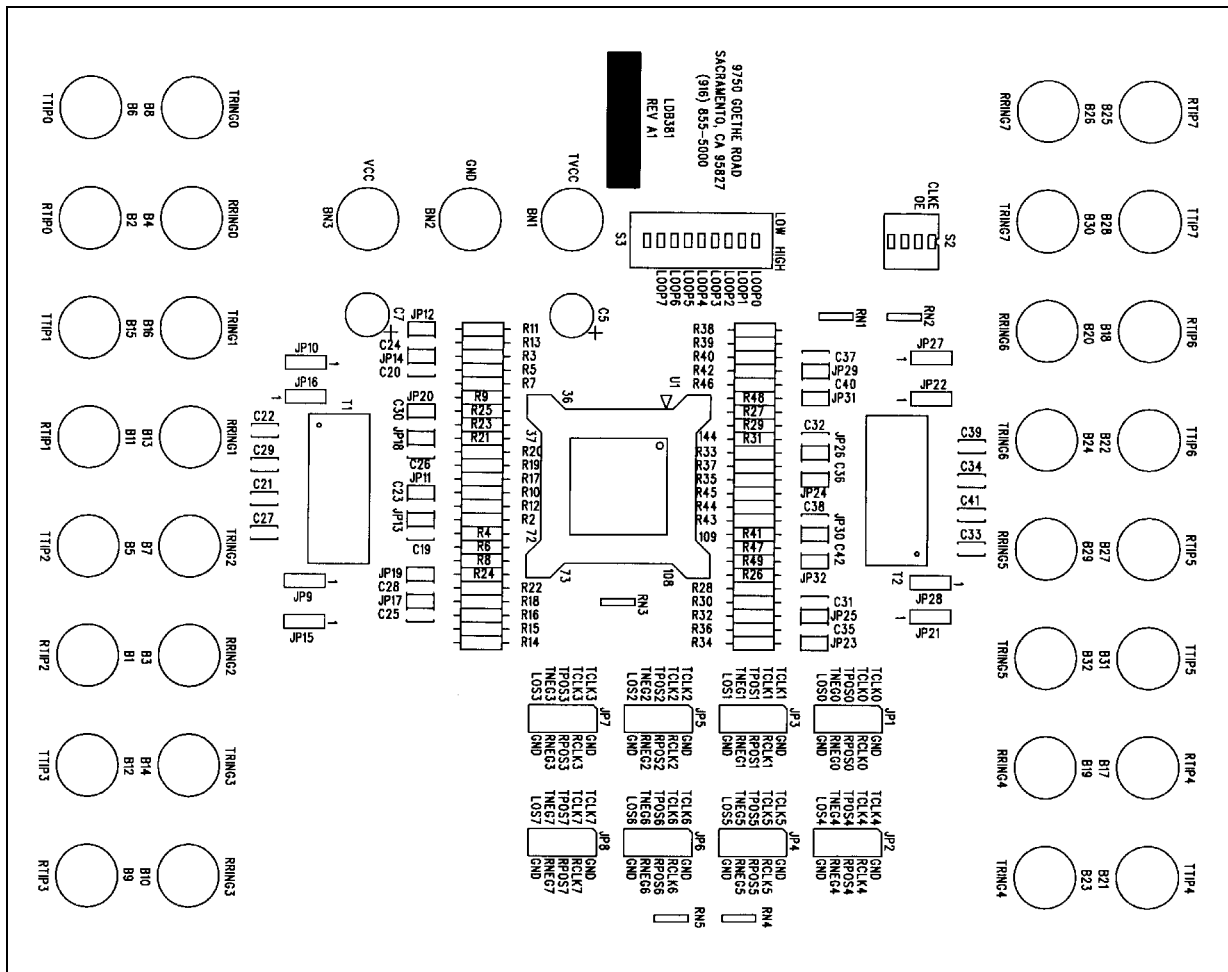 9750 GOETHE ROAD
SACRAMENTO, CA 95827
(916) 855-5000
LDB381
REV A1
TTIP0
B6
B8
TRING0
RTIP0
B2
B4
RRING0
TTIP1
B15
B16
TRING1
RTIP1
B11
B13
RRING1
TTIP2
B5
B7
TRING2
RTIP2
B1
B3
RRING2
TTIP3
B12
B14
TRING3
RTIP3
B9
B10
RRING3
VCC
BN3
GND
BN2
TVCC
BN1
C7
C5
S3
LOW
HIGH
LOOP7
LOOP6
LOOP5
LOOP4
LOOP3
LOOP2
LOOP1
LOOP0
CLKE
OE
S2
RN1
RN2
JP10
JP16
T1
C22
C29
C21
C27
JP9
JP15
JP12
C24
JP14
C20
JP20
C30
JP18
C26
JP11
C23
JP13
C19
JP19
C28
JP17
C25
R11
R13
R3
R5
R7
R9
R25
R23
R21
R20
R19
R17
R10
R12
R2
R4
R6
R8
R24
R22
R18
R16
R15
R14
36
U1
37
144
72
109
73
108
RN3
R38
R39
R40
R42
R46
R48
R27
R29
R31
R33
R37
R35
R45
R44
R43
R41
R47
R49
R26
R28
R30
R32
R36
R34
C37
JP29
C40
JP31
C32
JP26
C36
JP24
C38
JP30
C42
JP32
C31
JP25
C35
JP23
JP27
JP22
C39
C34
C41
C33
T2
JP28
JP21
RRING7
B26
B25
RTIP7
TRING7
B30
B28
TTIP7
RRING6
B20
B18
RTIP6
TRING6
B24
B22
TTIP6
RRING5
B29
B27
RTIP5
TRING5
B32
B31
TTIP5
RRING4
B19
B17
RTIP4
TRING4
B23
B21
TTIP4
LOS3
TNEG3
TPOS3
TCLK3
TCLK3
JP7
GND
RNEG3
RPOS3
RCLK3
GND
LOS2
TNEG2
TPOS2
TCLK2
TCLK2
JP5
GND
RNEG2
RPOS2
RCLK2
GND
LOS1
TNEG1
TPOS1
TCLK1
TCLK1
JP3
GND
RNEG1
RPOS1
RCLK1
GND
LOS0
TNEG0
TPOS0
TCLK0
TCLK0
JP1
GND
RNEG0
RPOS0
RCLK0
GND
LOS7
TNEG7
TPOS7
TCLK7
TCLK7
JP8
GND
RNEG7
RPOS7
RCLK7
GND
LOS6
TNEG6
TPOS6
TCLK6
TCLK6
JP6
GND
RNEG6
RPOS6
RCLK6
GND
LOS5
TNEG5
TPOS5
TCLK5
TCLK5
JP4
GND
RNEG5
RPOS5
RCLK5
GND
LOS4
TNEG4
TPOS4
TCLK4
TCLK4
JP2
GND
RNEG4
RPOS4
RCLK4
GND
RN5
RN4